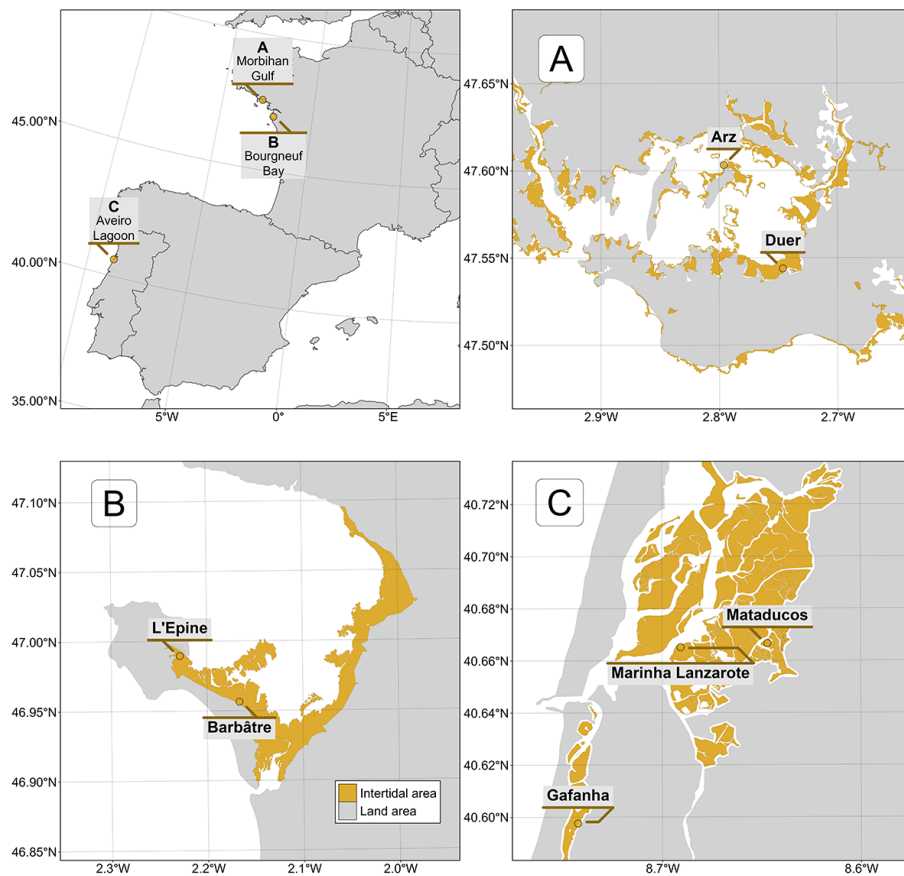 A
Morbihan
Gulf
B
Bourgneuf
Bay
C
Aveiro
Lagoon
45.00°N
40.00°N
35.00°N
5°W
0°
5°E
A
47.65°N
47.60°N
47.55°N
47.50°N
Arz
Duer
2.9°W
2.8°W
2.7°W
B
47.10°N
47.05°N
47.00°N
46.95°N
46.90°N
46.85°N
L'Epine
Barbâtre
Intertidal area
Land area
2.3°W
2.2°W
2.1°W
2.0°W
C
40.72°N
40.70°N
40.68°N
40.66°N
40.64°N
40.62°N
40.60°N
Mataducos
Marinha Lanzarote
Gafanha
8.7°W
8.6°W